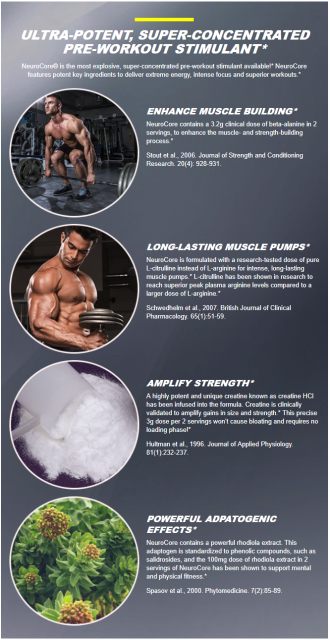 ULTRA-POTENT, SUPER-CONCENTRATED
PRE-WORKOUT STIMULANT*
NeuroCore® is the most explosive, super-concentrated pre-workout stimulant available!* NeuroCore
features potent key ingredients to deliver extreme energy, intense focus and superior workouts.*
ENHANCE MUSCLE BUILDING*
NeuroCore contains a 3.2g clinical dose of beta-alanine in 2
servings, to enhance the muscle- and strength-building
process.*
Stout et al., 2006. Journal of Strength and Conditioning
Research. 20(4): 928-931.
LONG-LASTING MUSCLE PUMPS*
NeuroCore is formulated with a research-tested dose of pure
L-citrulline instead of L-arginine for intense, long-lasting
muscle pumps.* L-citrulline has been shown in research to
reach superior peak plasma arginine levels compared to a
larger dose of L-arginine.*
Schwedhelm et al., 2007. British Journal of Clinical
Pharmacology. 65(1):51-59.
AMPLIFY STRENGTH*
A highly potent and unique creatine known as creatine HCl
has been infused into the formula. Creatine is clinically
validated to amplify gains in size and strength.* This precise
3g dose per 2 servings won't cause bloating and requires no
loading phase!*
Hultman et al., 1996. Journal of Applied Physiology.
81(1):232-237.
POWERFUL ADPATOGENIC
EFFECTS*
NeuroCore contains a powerful rhodiola extract. This
adaptogen is standardized to phenolic compounds, such as
salidrosides, and the 100mg dose of rhodiola extract in 2
servings of NeuroCore has been shown to support mental
and physical fitness.*
Spasov et al., 2000. Phytomedicine. 7(2):85-89.